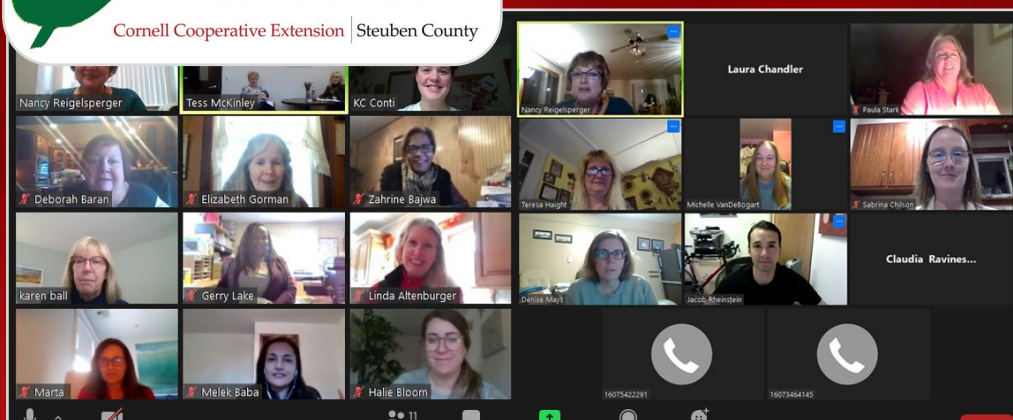 Cornell Cooperative Extension | Steuben County
Nancy Reigelsperger
Tess McKinley
KC Conti
Nancy Reigelsperger
Laura Chandler
Paula Stark
Deborah Baran
Elizabeth Gorman
Zahrine Bajwa
Teresa Haight
Michelle VanDeBogart
Sabrina Chilson
karen ball
Gerry Lake
Linda Altenburger
Denise Mays
Jacob Rheinstein
Claudia Ravines...
Marta
Melek Baba
Halie Bloom
16075422291
16073464145
11